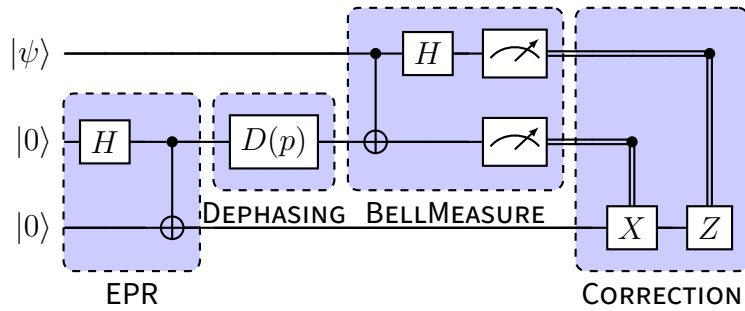 |ψ⟩ H
|0⟩ H D(p)
DEPHASING BELLMEASURE
|0⟩ X Z
EPR CORRECTION